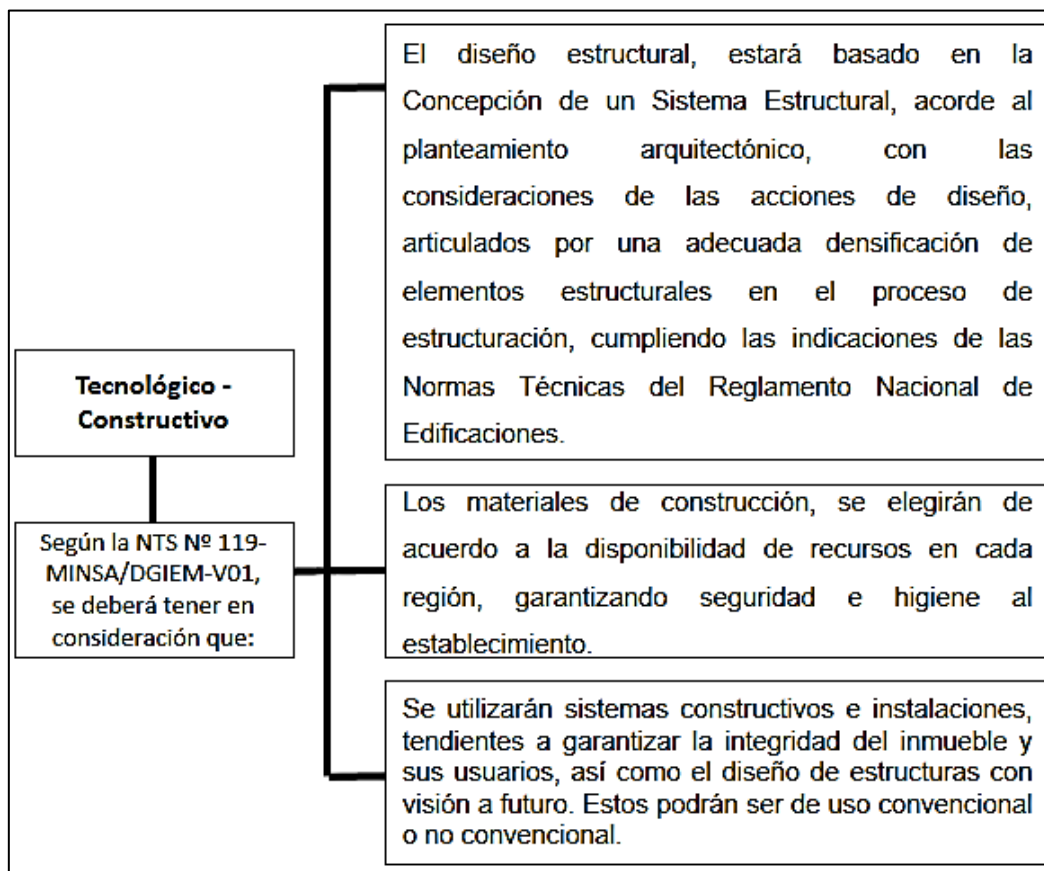 Tecnológico -
Constructivo
Según la NTS Nº 119-
MINSA/DGIEM-V01,
se deberá tener en
consideración que:
El diseño estructural, estará basado en la
Concepción de un Sistema Estructural, acorde al
planteamiento arquitectónico, con las
consideraciones de las acciones de diseño,
articulados por una adecuada densificación de
elementos estructurales en el proceso de
estructuración, cumpliendo las indicaciones de las
Normas Técnicas del Reglamento Nacional de
Edificaciones.
Los materiales de construcción, se elegirán de
acuerdo a la disponibilidad de recursos en cada
región, garantizando seguridad e higiene al
establecimiento.
Se utilizarán sistemas constructivos e instalaciones,
tendientes a garantizar la integridad del inmueble y
sus usuarios, así como el diseño de estructuras con
visión a futuro. Estos podrán ser de uso convencional
o no convencional.